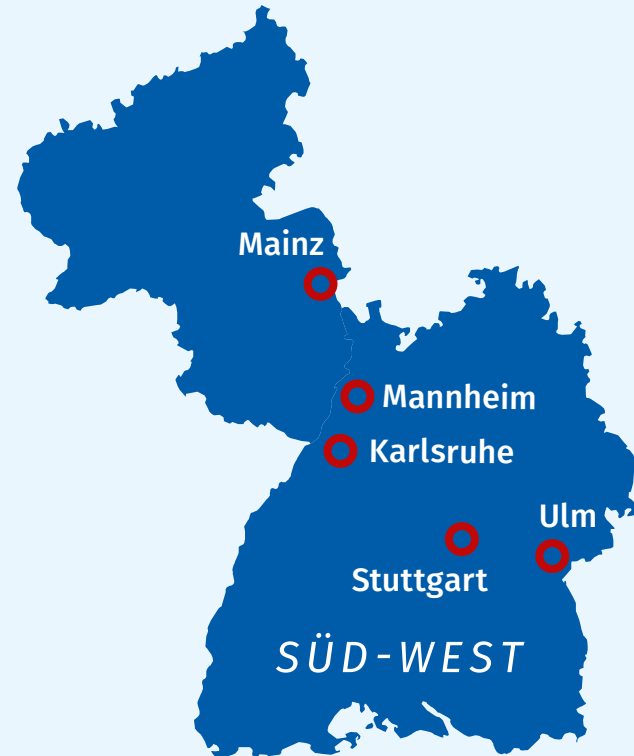 Mainz
Mannheim
Karlsruhe
Ulm
Stuttgart
SÜD-WEST